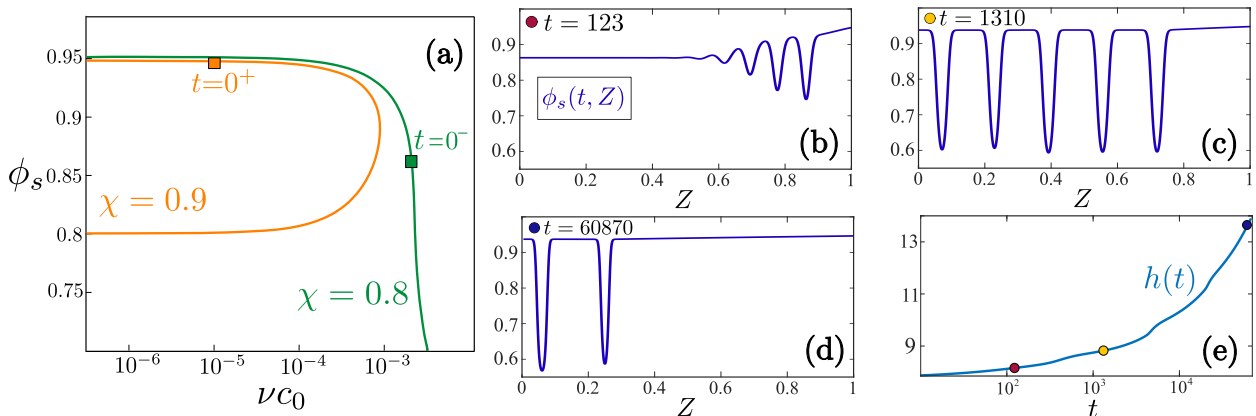 (a)
0.95
0.9
0.85
0.8
0.75
ϕₛ
t=0⁺
t=0⁻
χ = 0.9
χ = 0.8
10⁻⁶ 10⁻⁵ 10⁻⁴ 10⁻³
νc₀
t = 123
0.9
0.8
0.7
0.6
ϕₛ(t, Z)
(b)
0 0.2 0.4 0.6 0.8 1
Z
t = 1310
0.9
0.8
0.7
0.6
(c)
0 0.2 0.4 0.6 0.8 1
Z
t = 60870
0.9
0.8
0.7
0.6
(d)
0 0.2 0.4 0.6 0.8 1
Z
13
11
9
h(t)
(e)
10² 10³ 10⁴
t